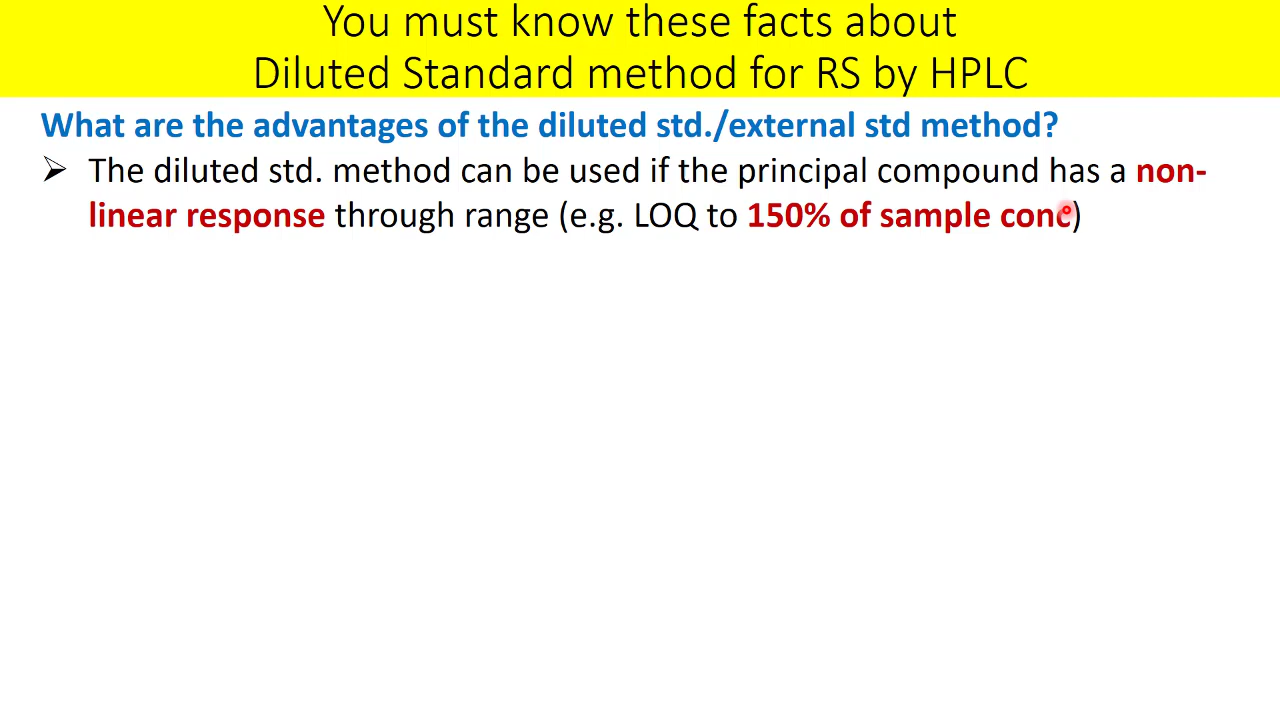 You must know these facts about
Diluted Standard method for RS by HPLC
What are the advantages of the diluted std./external std method?
➢ The diluted std. method can be used if the principal compound has a non-
linear response through range (e.g. LOQ to 150% of sample conc)